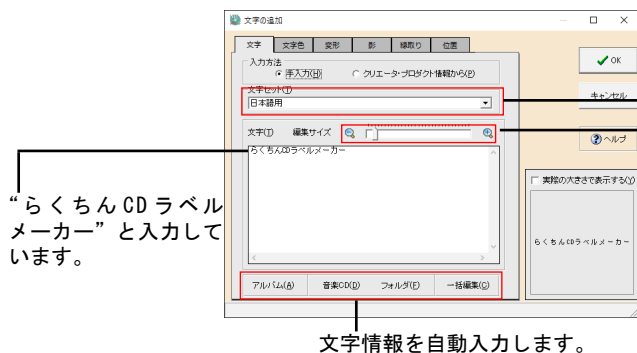 文字の追加
文字 文字色 変形 影 縁取り 位置
入力方法
手入力(H) クリエータ・プロダクト情報から(P)
文字セット(T)
日本語用
文字(I) 編集サイズ
らくちんCDラベルメーカー
アルバム(A) 音楽CD(D) フォルダ(F) 一括編集(C)
OK
キャンセル
ヘルプ
実際の大きさで表示する(Y)
らくちんCDラベルメーカー
“らくちんCDラベル
メーカー”と入力して
います。
文字情報を自動入力します。